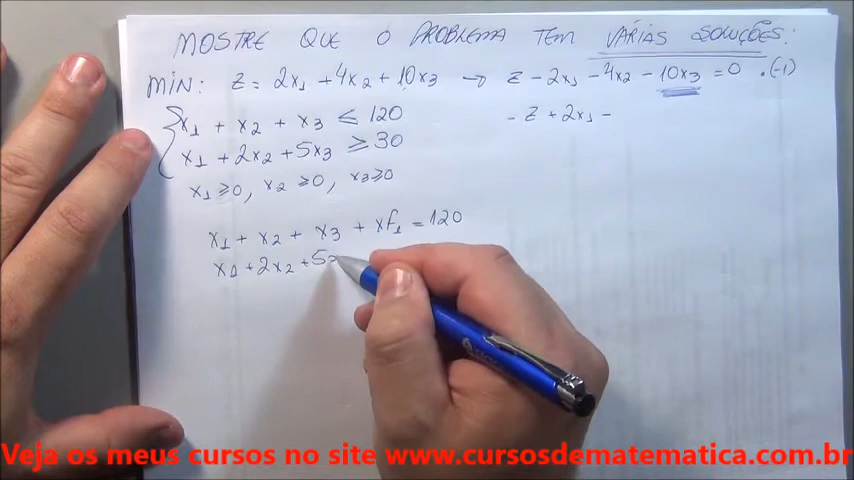 MOSTRE QUE O PROBLEMA TEM VÁRIAS SOLUÇÕES:
MIN: Z = 2x1 + 4x2 + 10x3 → Z - 2x1 - 4x2 - 10x3 = 0 .(-1)
x1 + x2 + x3 ≤ 120
- Z + 2x1 -
x1 + 2x2 + 5x3 ≥ 30
x1 ≥ 0, x2 ≥ 0, x3 ≥ 0
x1 + x2 + x3 + xf1 = 120
x1 + 2x2 + 5x
Veja os meus cursos no site www.cursosdematematica.com.br